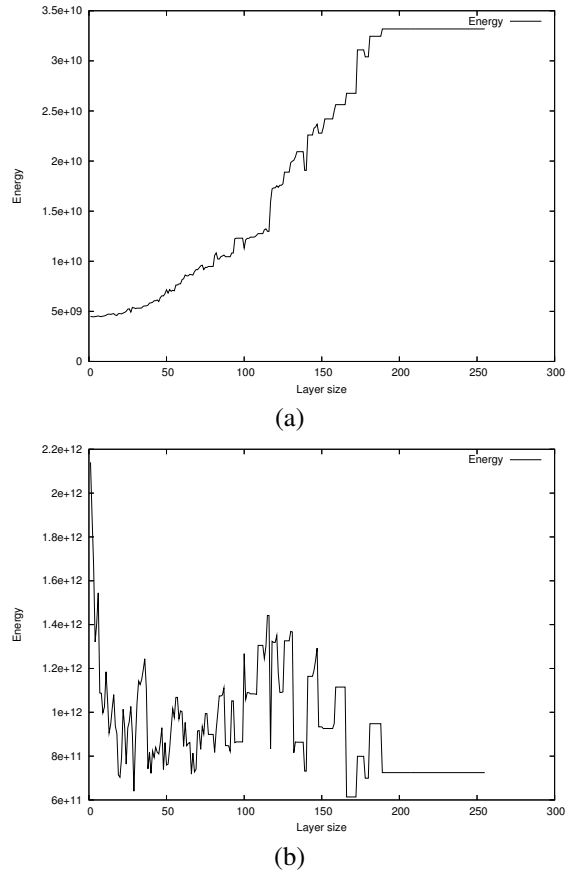 3.5e+10
Energy
3e+10
2.5e+10
2e+10
Energy
1.5e+10
1e+10
5e+09
0
0 50 100 150 200 250 300
Layer size
(a)
2.2e+12
Energy
2e+12
1.8e+12
1.6e+12
1.4e+12
Energy
1.2e+12
1e+12
8e+11
6e+11
0 50 100 150 200 250 300
Layer size
(b)